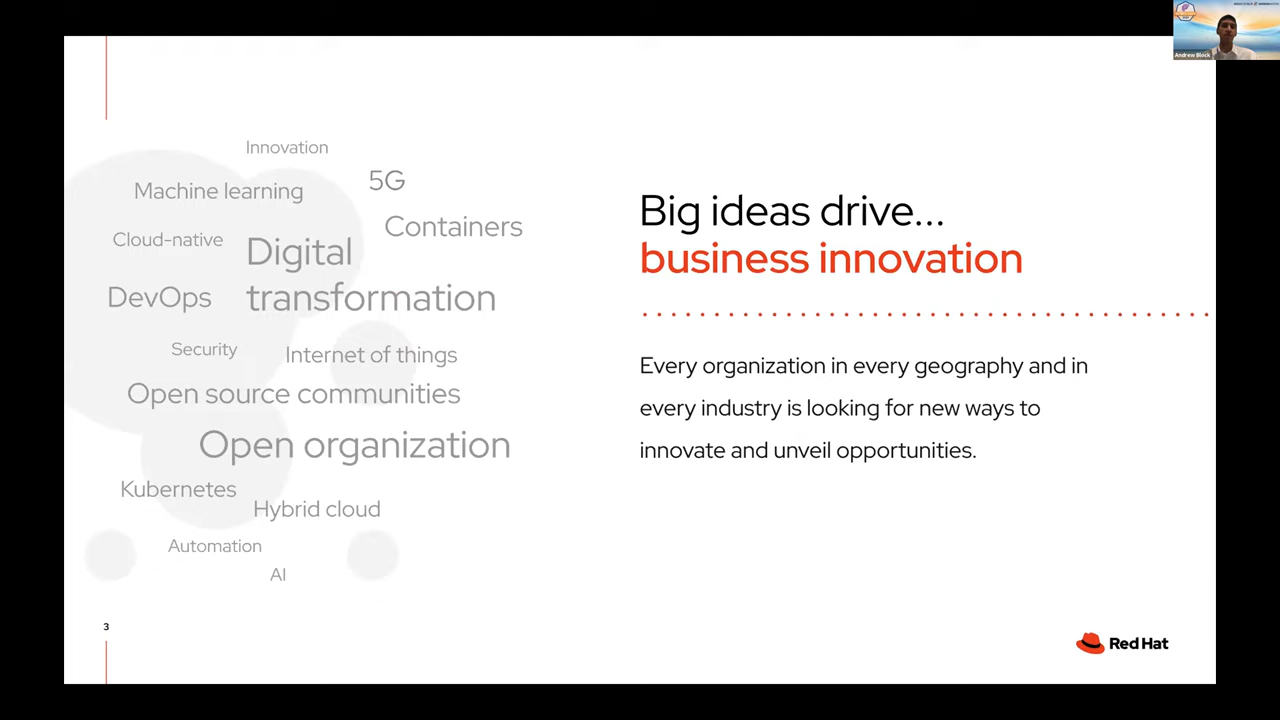 Andrew Block
Innovation
5G
Machine learning
Containers
Cloud-native
Digital
transformation
DevOps
Security
Internet of things
Open source communities
Open organization
Kubernetes
Hybrid cloud
Automation
AI
Big ideas drive...
business innovation
Every organization in every geography and in
every industry is looking for new ways to
innovate and unveil opportunities.
3
Red Hat